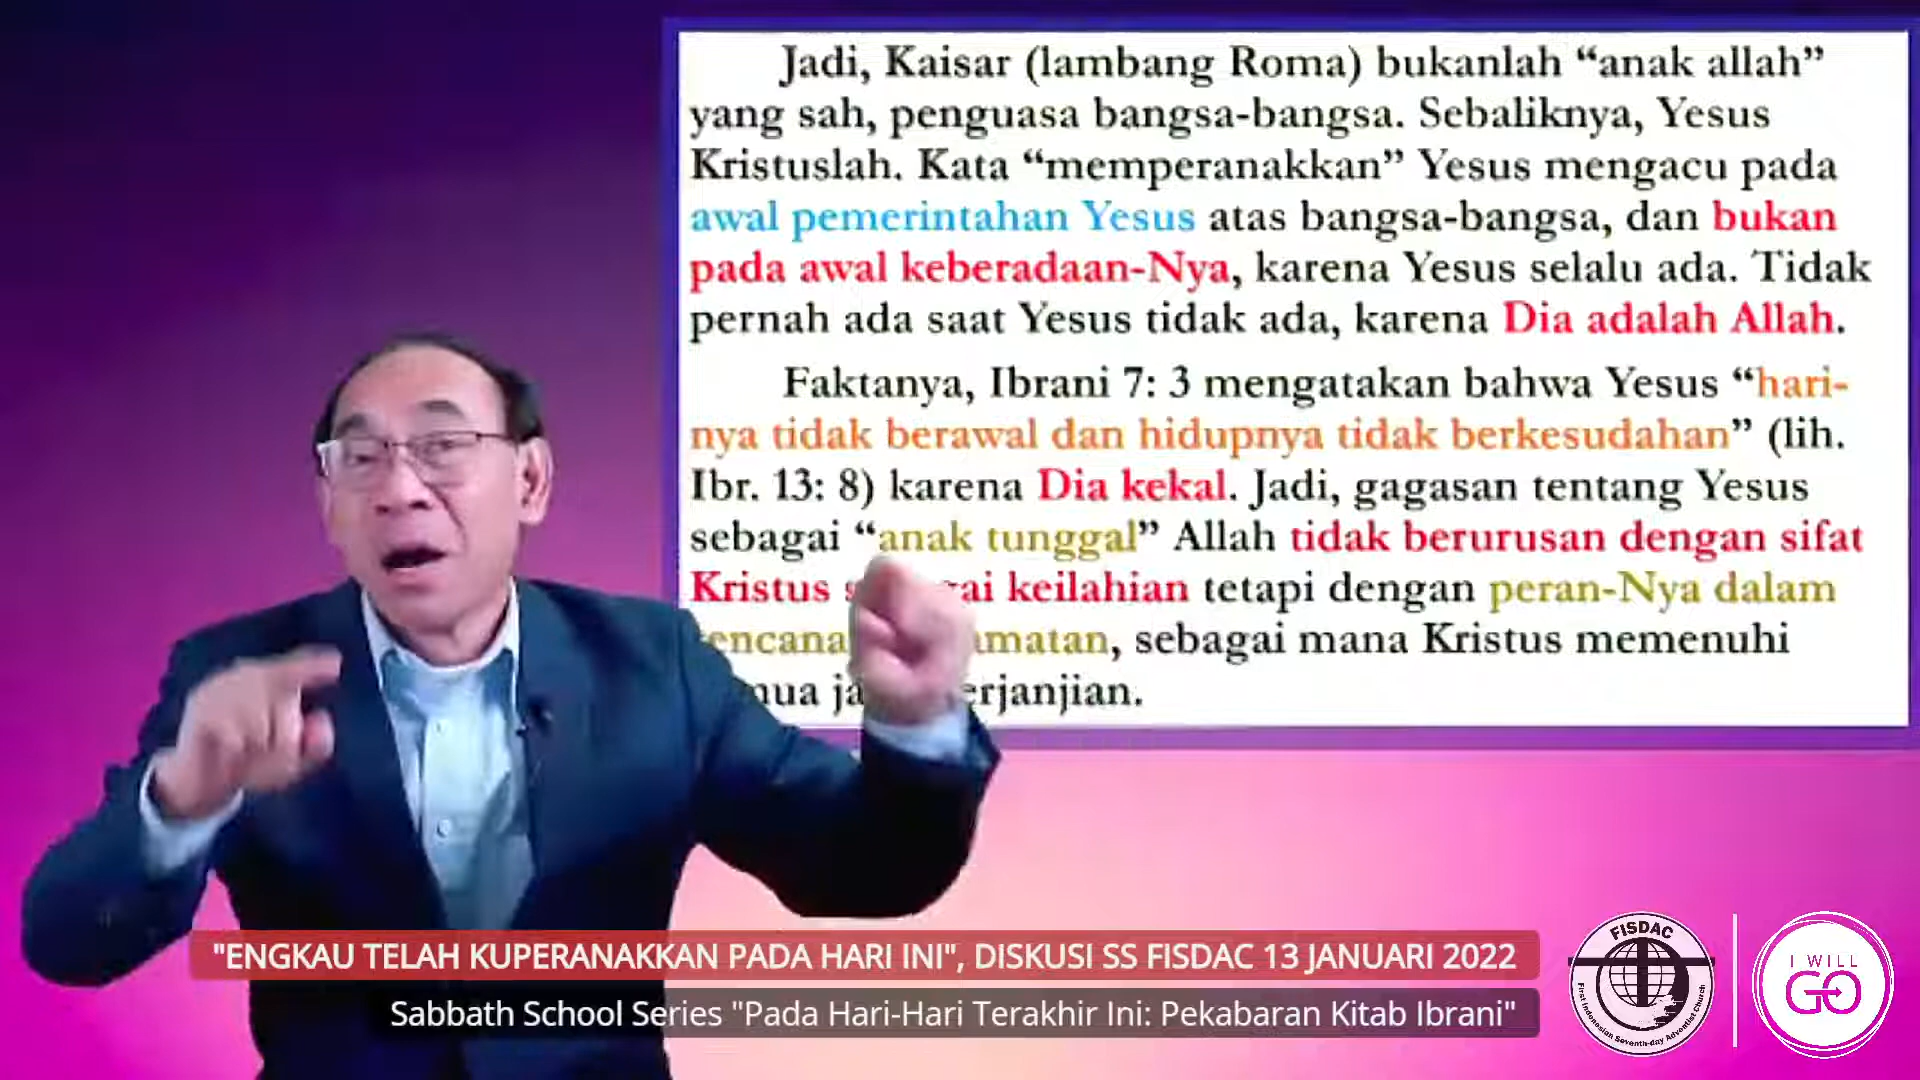 Jadi, Kaisar (lambang Roma) bukanlah “anak allah”
yang sah, penguasa bangsa-bangsa. Sebaliknya, Yesus
Kristuslah. Kata “memperanakkan” Yesus mengacu pada
awal pemerintahan Yesus atas bangsa-bangsa, dan bukan
pada awal keberadaan-Nya, karena Yesus selalu ada. Tidak
pernah ada saat Yesus tidak ada, karena Dia adalah Allah.
Faktanya, Ibrani 7: 3 mengatakan bahwa Yesus “hari-
nya tidak berawal dan hidupnya tidak berkesudahan” (lih.
Ibr. 13: 8) karena Dia kekal. Jadi, gagasan tentang Yesus
sebagai “anak tunggal” Allah tidak berurusan dengan sifat
Kristus keilahian tetapi dengan peran-Nya dalam
sebagai mana Kristus memenuhi
"ENGKAU TELAH KUPERANAKKAN PADA HARI INI", DISKUSI SS FISDAC 13 JANUARI 2022
Sabbath School Series "Pada Hari-Hari Terakhir Ini: Pekabaran Kitab Ibrani"
FISDAC
First Indonesian Seventh-day Adventist Church
I WILL
GO